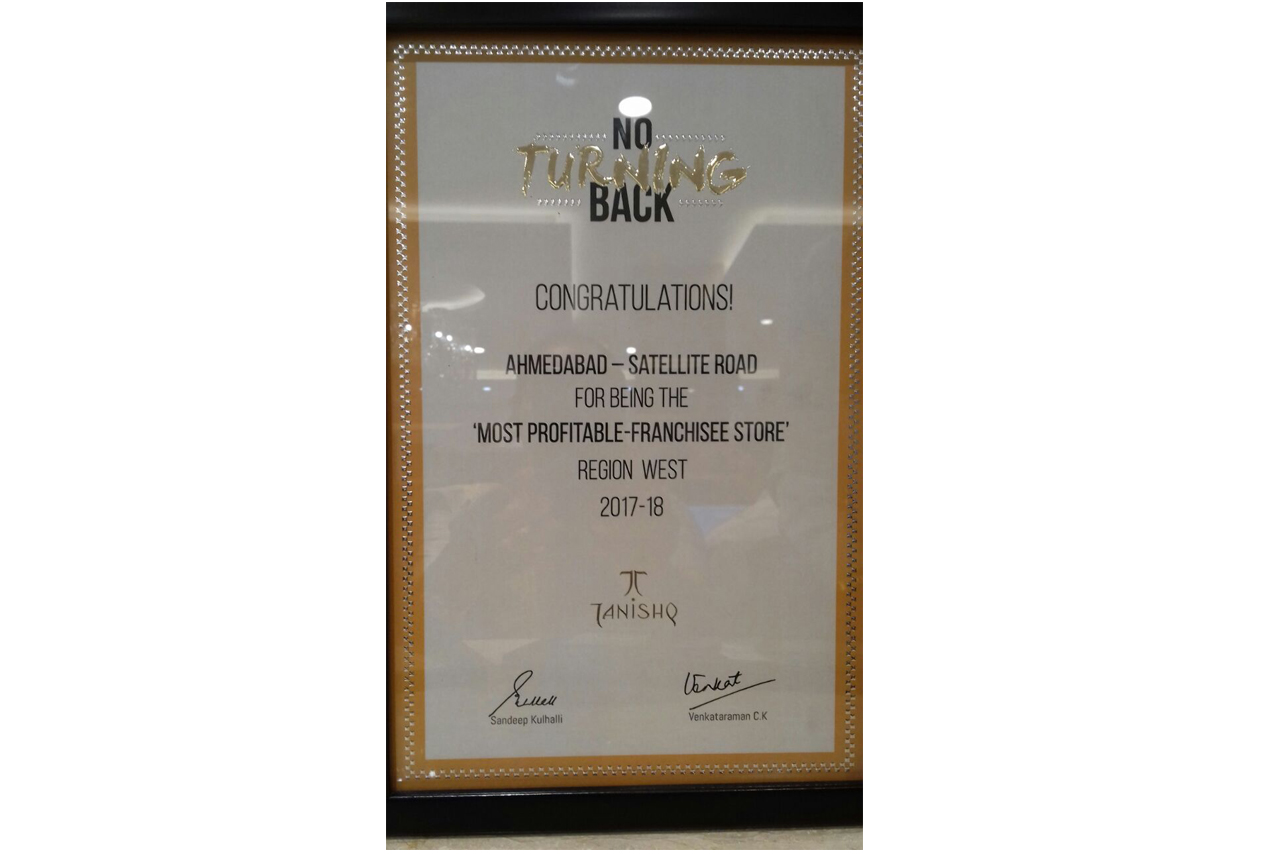 NO
TURNING
BACK
CONGRATULATIONS!
AHMEDABAD – SATELLITE ROAD
FOR BEING THE
‘MOST PROFITABLE-FRANCHISEE STORE’
REGION WEST
2017-18
TANISHQ
Venkat
Sandeep Kulhalli
Venkataraman C.K